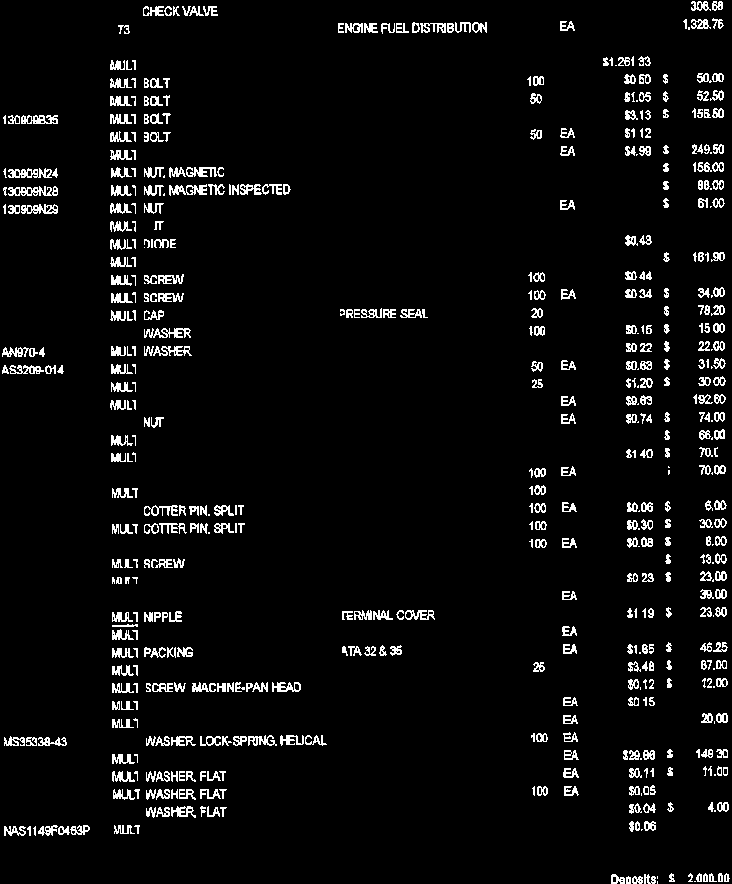 CHECK VALVE 306.68
73 ENGINE FUEL DISTRIBUTION EA 1,328.76
MULT $1,261.33
MULT BOLT 100 $0.50 $ 50.00
MULT BOLT 50 $1.05 $ 52.50
130909B35 MULT BOLT $3.13 $ 156.50
MULT BOLT 50 EA $1.12
MULT EA $4.99 $ 249.50
130909N24 MULT NUT, MAGNETIC $ 156.00
130909N28 MULT NUT, MAGNETIC INSPECTED $ 88.00
130909N29 MULT NUT EA $ 61.00
MULT
MULT DIODE $0.43
MULT $ 161.90
MULT SCREW 100 $0.44
MULT SCREW 100 EA $0.34 $ 34.00
MULT CAP PRESSURE SEAL 20 $ 78.20
WASHER 100 $0.15 $ 15.00
AN970-4 MULT WASHER $0.22 $ 22.00
AS3209-014 MULT 50 EA $0.63 $ 31.50
MULT 25 $1.20 $ 30.00
MULT EA $9.63 192.60
NUT EA $0.74 $ 74.00
MULT $ 66.00
MULT $1.40 $ 70.
100 EA 70.00
MULT 100
COTTER PIN, SPLIT 100 EA $0.06 $ 6.00
MULT COTTER PIN, SPLIT 100 $0.30 $ 30.00
100 EA $0.08 $ 8.00
MULT SCREW $ 13.00
MULT $0.23 $ 23.00
EA 39.00
MULT NIPPLE TERMINAL COVER $1.19 $ 23.80
MULT EA
MULT PACKING ATA 32 & 35 EA $1.85 $ 46.25
MULT 25 $3.48 $ 87.00
MULT SCREW MACHINE-PAN HEAD $0.12 $ 12.00
MULT EA $0.15
MULT EA 20.00
MS35338-43 WASHER, LOCK-SPRING, HELICAL 100 EA
MULT EA $29.86 $ 149.30
MULT WASHER, FLAT EA $0.11 $ 11.00
MULT WASHER, FLAT 100 EA $0.05
WASHER, FLAT $0.04 $ 4.00
NAS1149F0463P MULT $0.06
Deposits: $ 2,000.00